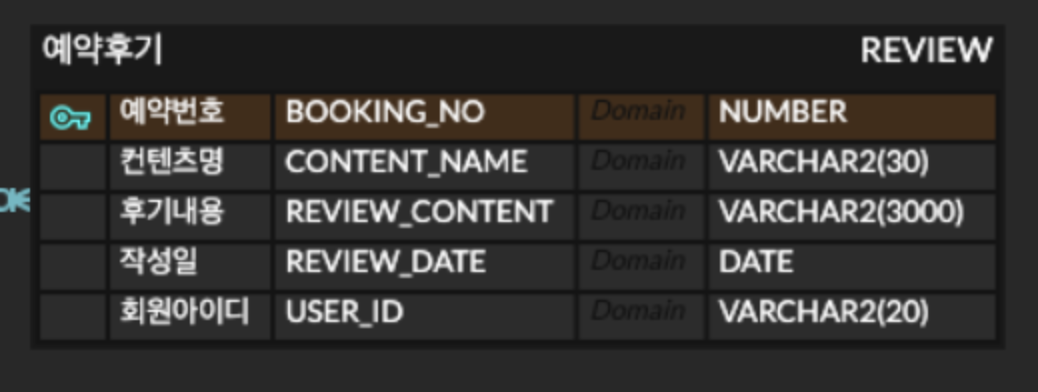 예약후기 REVIEW
예약번호 BOOKING_NO Domain NUMBER
컨텐츠명 CONTENT_NAME Domain VARCHAR2(30)
후기내용 REVIEW_CONTENT Domain VARCHAR2(3000)
작성일 REVIEW_DATE Domain DATE
회원아이디 USER_ID Domain VARCHAR2(20)